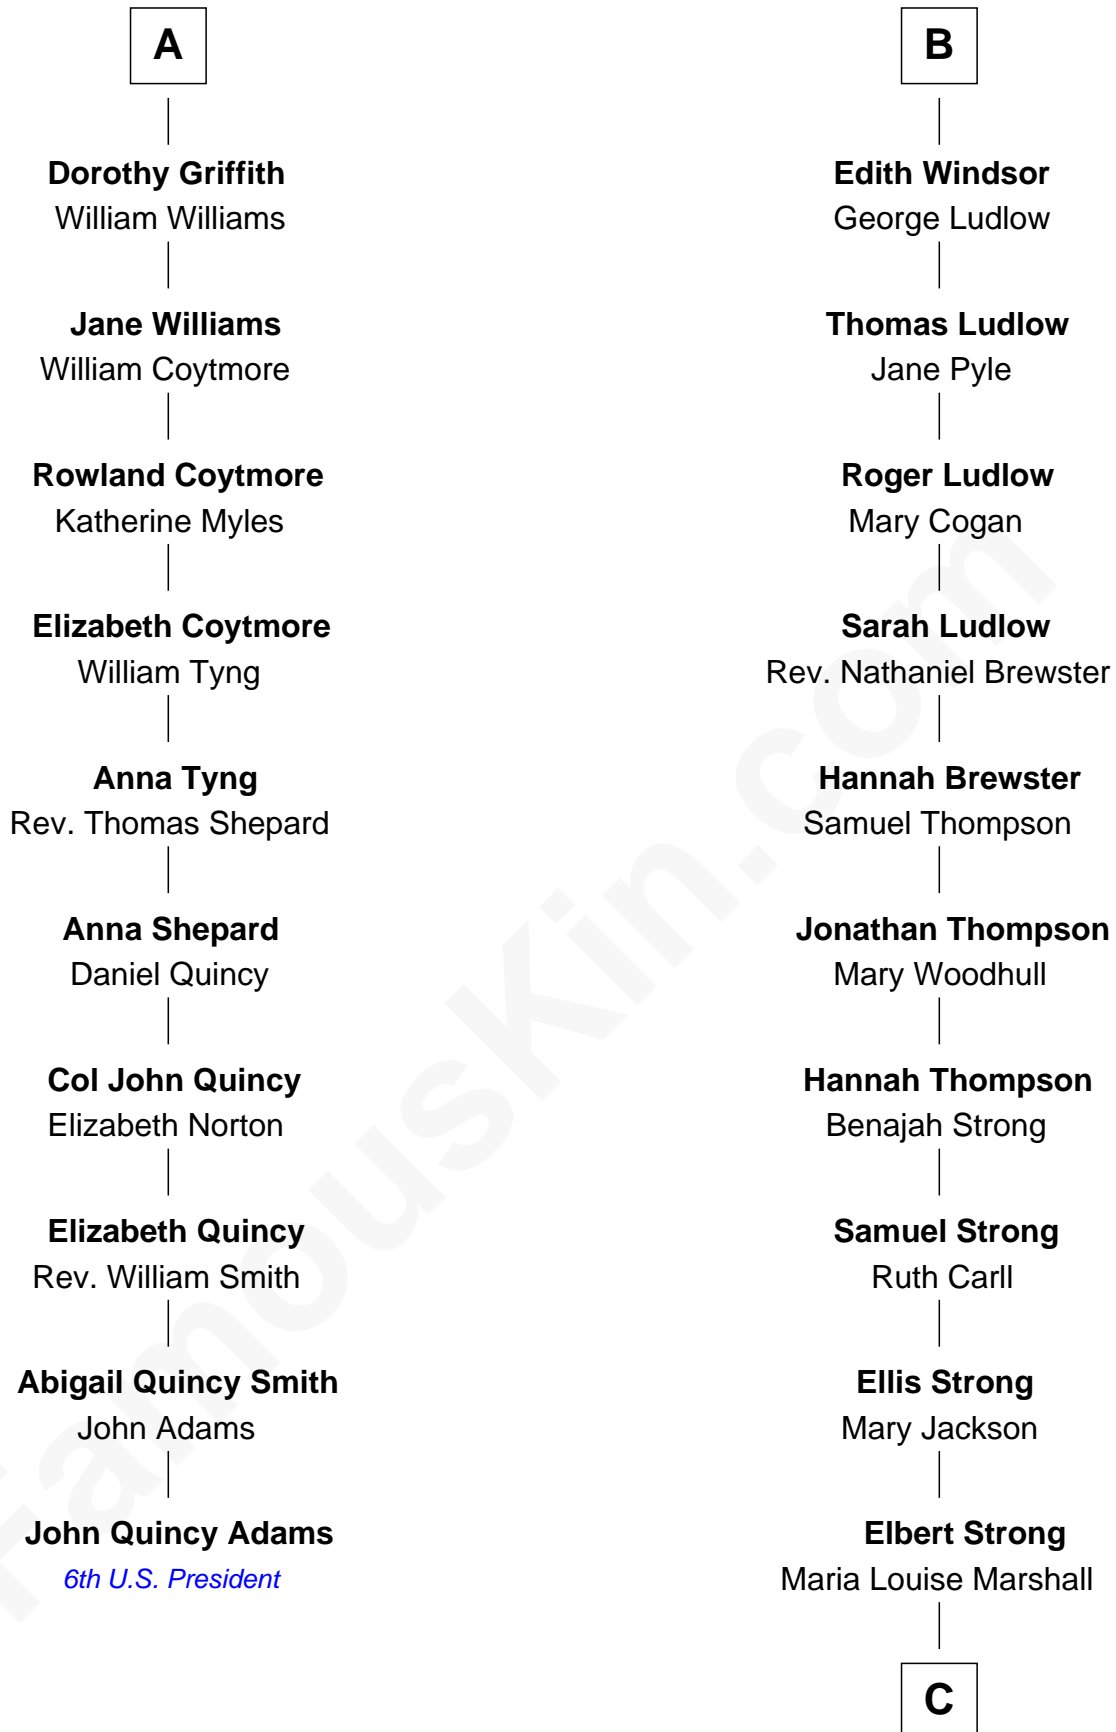 A
Dorothy Griffith
William Williams
Jane Williams
William Coytmore
Rowland Coytmore
Katherine Myles
Elizabeth Coytmore
William Tyng
Anna Tyng
Rev. Thomas Shepard
Anna Shepard
Daniel Quincy
Col John Quincy
Elizabeth Norton
Elizabeth Quincy
Rev. William Smith
Abigail Quincy Smith
John Adams
John Quincy Adams
6th U.S. President
B
Edith Windsor
George Ludlow
Thomas Ludlow
Jane Pyle
Roger Ludlow
Mary Cogan
Sarah Ludlow
Rev. Nathaniel Brewster
Hannah Brewster
Samuel Thompson
Jonathan Thompson
Mary Woodhull
Hannah Thompson
Benajah Strong
Samuel Strong
Ruth Carll
Ellis Strong
Mary Jackson
Elbert Strong
Maria Louise Marshall
C
FamousKin.com